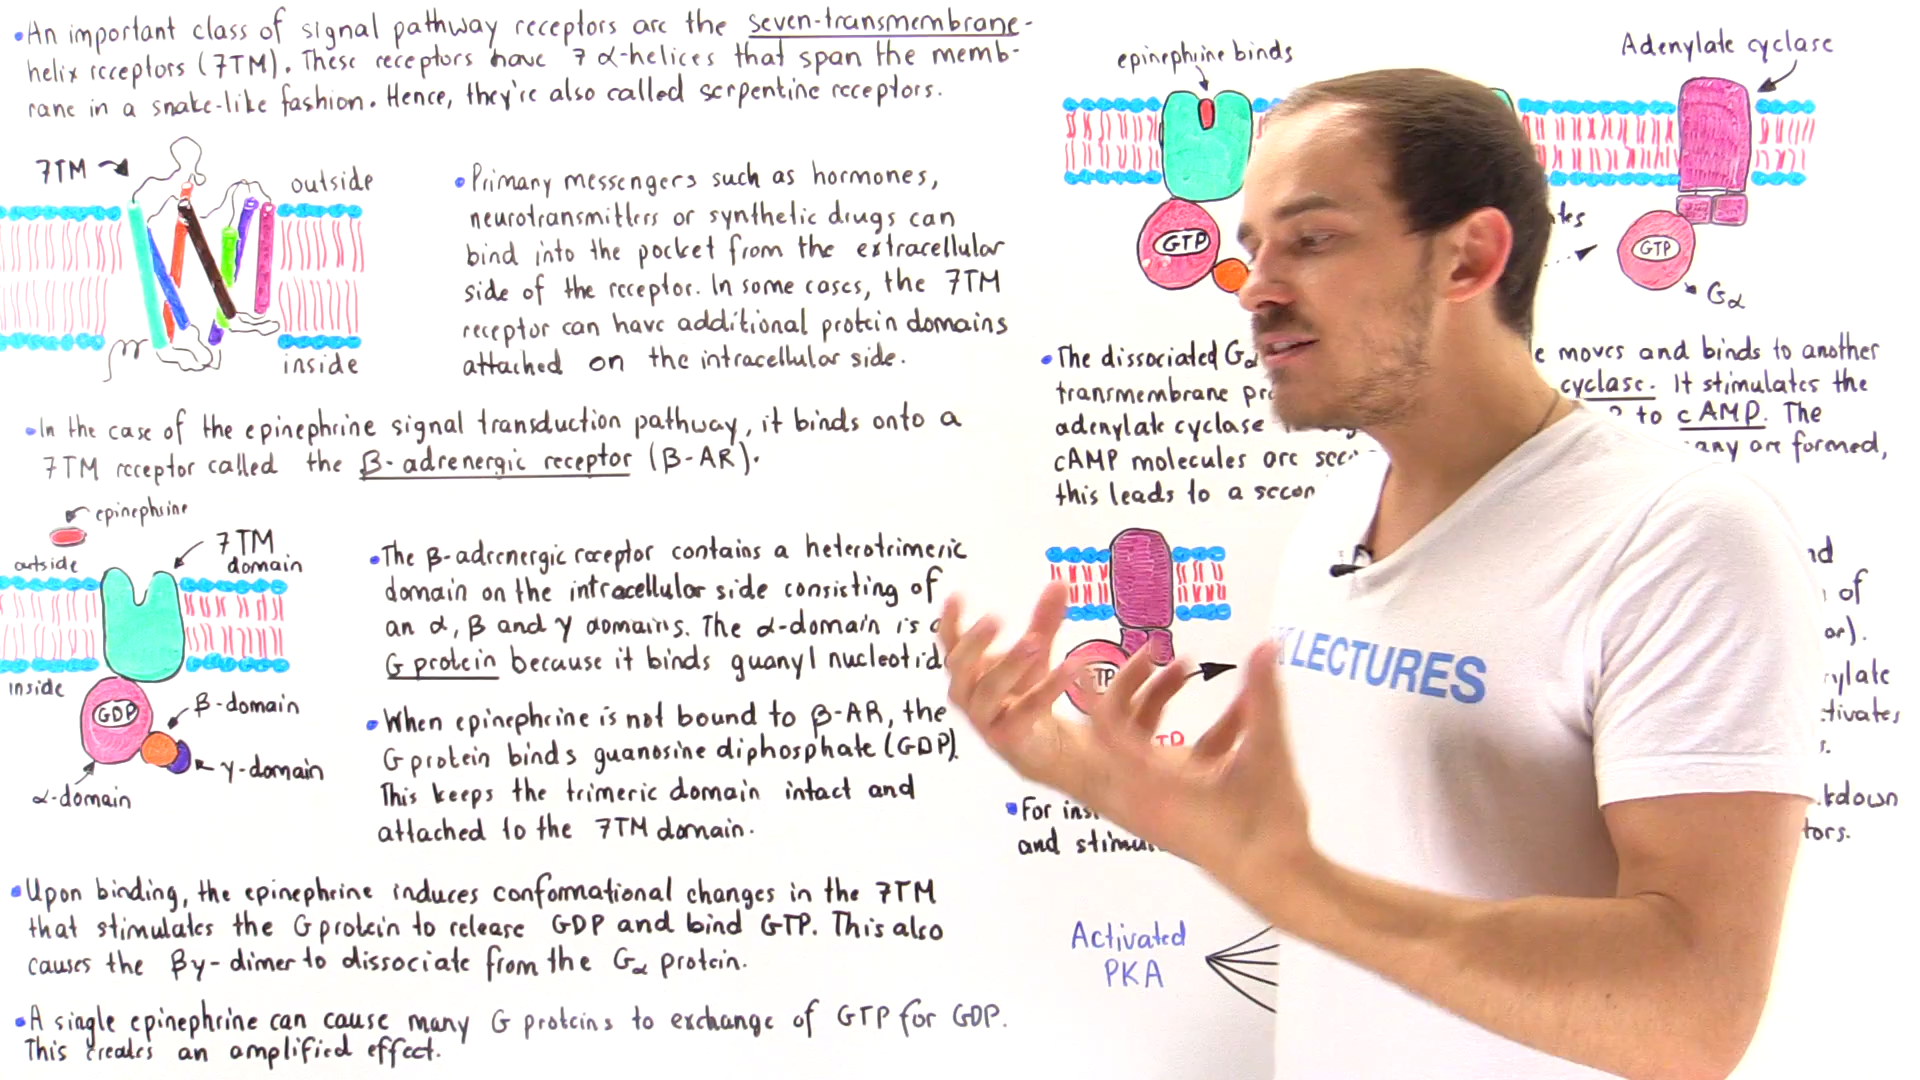 •An important class of signal pathway receptors are the seven-transmembrane-
helix receptors (7TM). These receptors have 7 α-helices that span the memb-
rane in a snake-like fashion. Hence, they're also called serpentine receptors.
7TM
outside
inside
•Primary messengers such as hormones,
neurotransmitters or synthetic drugs can
bind into the pocket from the extracellular
side of the receptor. In some cases, the 7TM
receptor can have additional protein domains
attached on the intracellular side.
•In the case of the epinephrine signal transduction pathway, it binds onto a
7TM receptor called the β-adrenergic receptor (β-AR).
epinephrine
outside
7TM
domain
inside
GDP
β-domain
γ-domain
α-domain
•The β-adrenergic receptor contains a heterotrimeric
domain on the intracellular side consisting of
an α, β and γ domains. The α-domain is
G protein because it binds guanyl
•When epinephrine is not bound to β-AR, the
G protein binds guanosine diphosphate (GDP).
This keeps the trimeric domain intact and
attached to the 7TM domain.
•Upon binding, the epinephrine induces conformational changes in the 7TM
that stimulates the G protein to release GDP and bind GTP. This also
causes the βγ-dimer to dissociate from the Gα protein.
•A single epinephrine can cause many G proteins to exchange of GTP for GDP.
This creates an amplified effect.
epinephrine binds
Adenylate cyclase
GTP
GTP
Gα
•The dissociated Gα
moves and binds to another
transmembrane
cyclase. It stimulates the
adenylate cyclase
to cAMP. The
cAMP molecules are
are formed,
this leads to a
of
•For
and
Activated
PKA
LECTURES